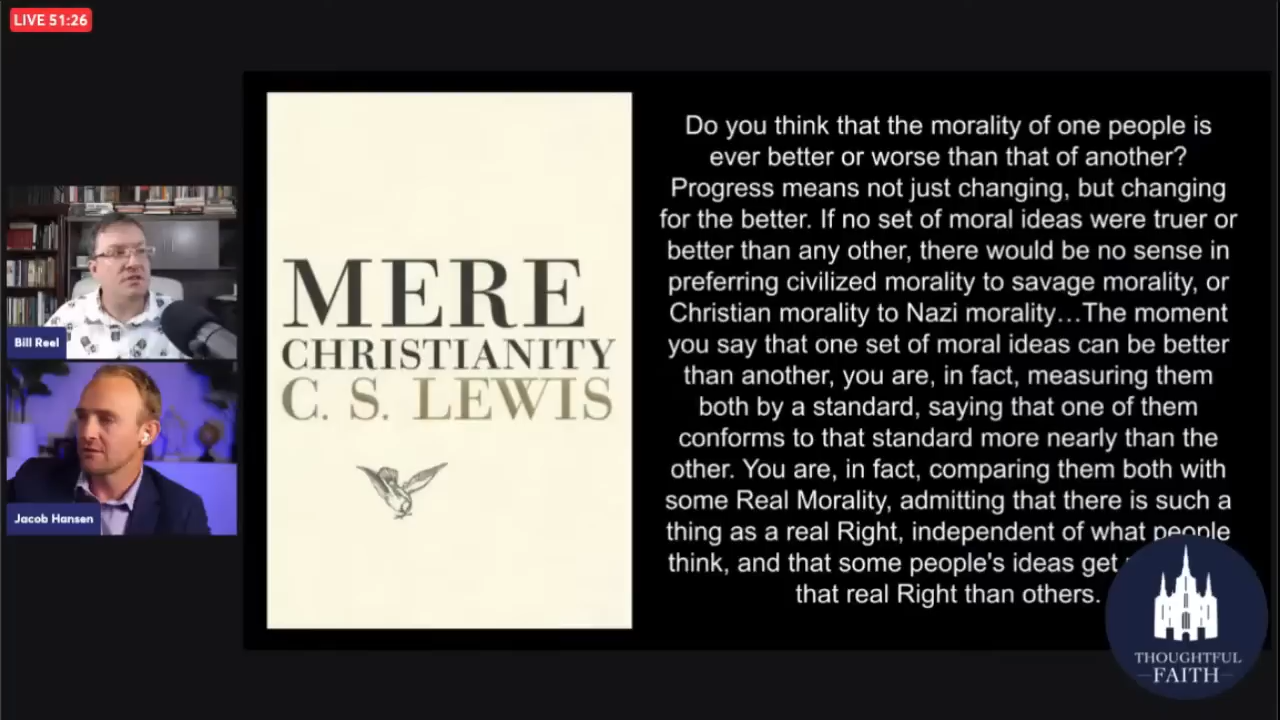 LIVE 51:26
Bill Reel
Jacob Hansen
MERE
CHRISTIANITY
C. S. LEWIS
Do you think that the morality of one people is
ever better or worse than that of another?
Progress means not just changing, but changing
for the better. If no set of moral ideas were truer or
better than any other, there would be no sense in
preferring civilized morality to savage morality, or
Christian morality to Nazi morality…The moment
you say that one set of moral ideas can be better
than another, you are, in fact, measuring them
both by a standard, saying that one of them
conforms to that standard more nearly than the
other. You are, in fact, comparing them both with
some Real Morality, admitting that there is such a
thing as a real Right, independent of what people
think, and that some people's ideas get
that real Right than others.
THOUGHTFUL
FAITH